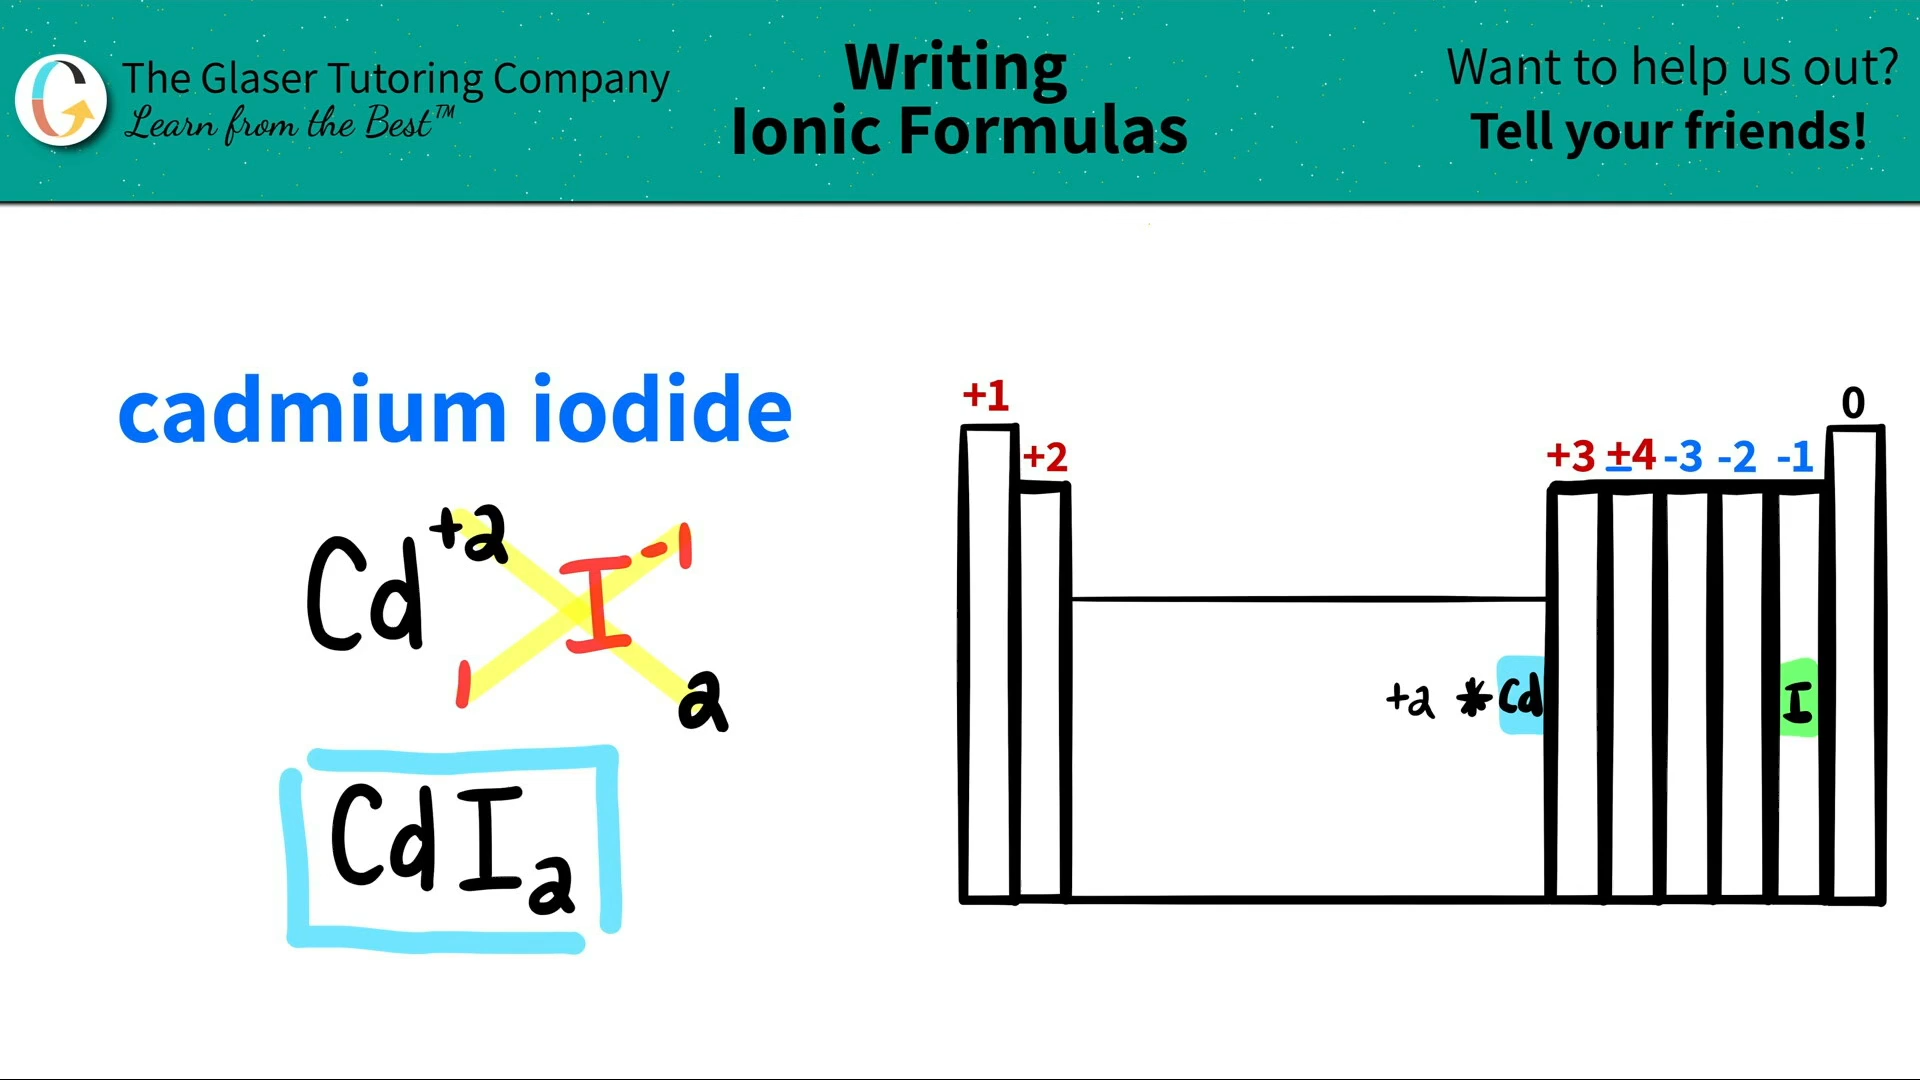 The Glaser Tutoring Company
Learn from the Best™
Writing
Ionic Formulas
Want to help us out?
Tell your friends!
cadmium iodide
Cd+2 I-1
1 2
CdI2
+1 0
+2 +3 ±4 -3 -2 -1
+2 *Cd I